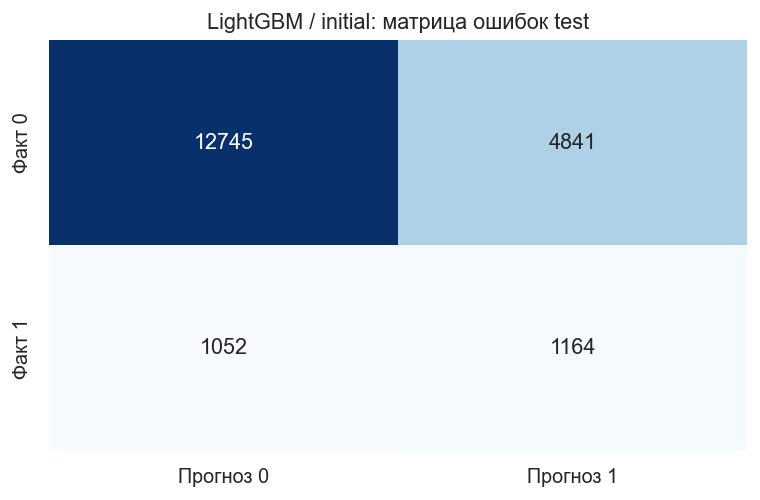 LightGBM / initial: матрица ошибок test
Факт 0
12745
4841
Факт 1
1052
1164
Прогноз 0
Прогноз 1